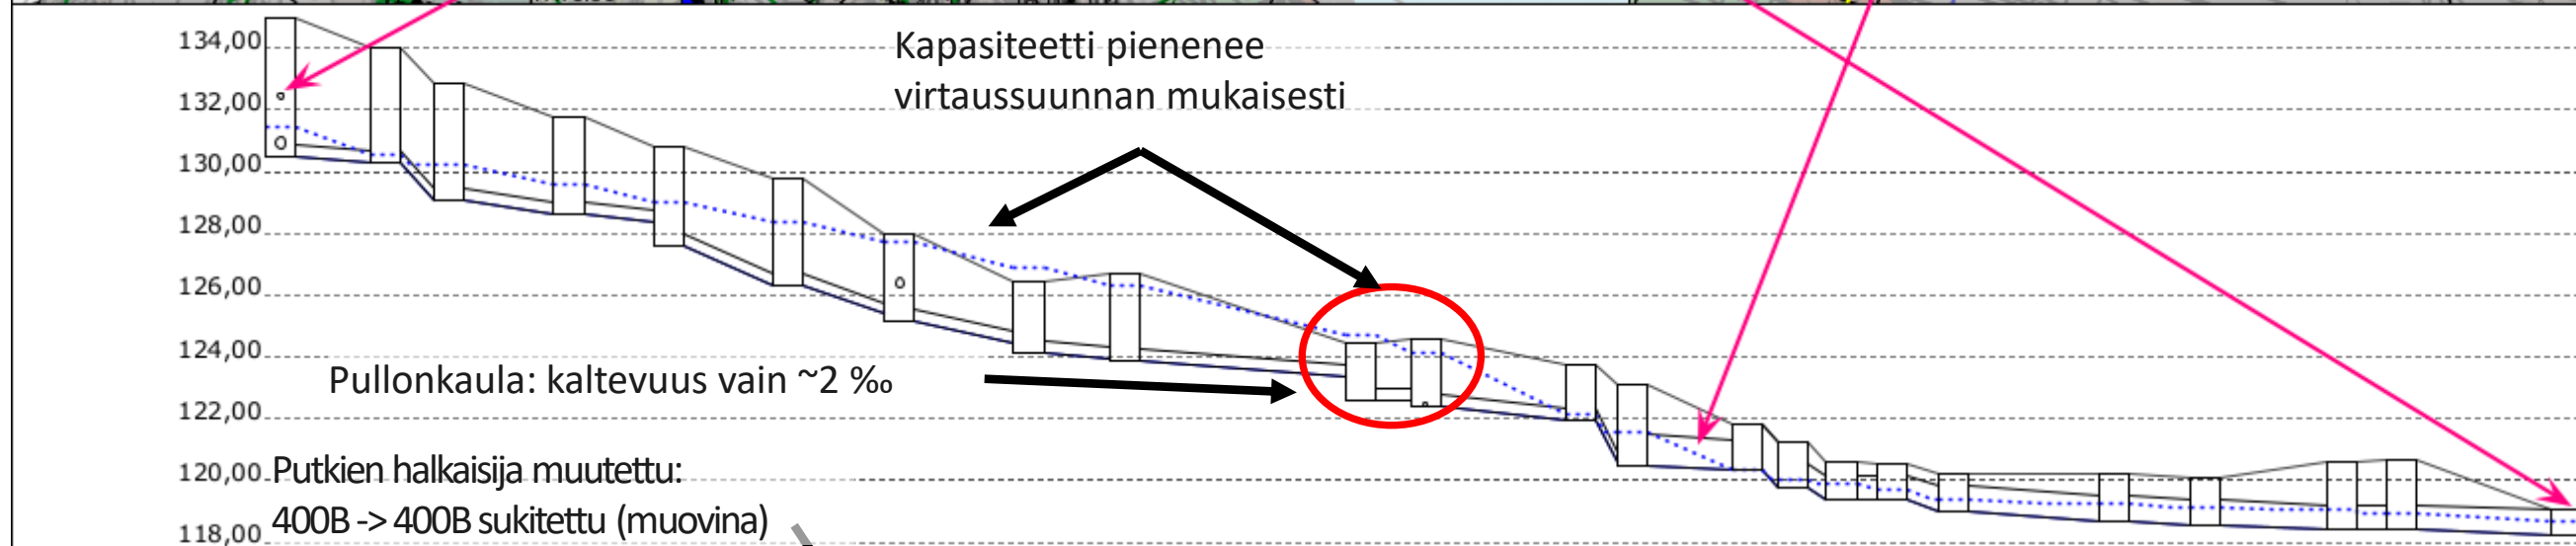 134,00
Kapasiteetti pienenee
virtaussuunnan mukaisesti
132,00
130,00
128,00
126,00
124,00
Pullonkaula: kaltevuus vain ~2 ‰
122,00
120,00
Putkien halkaisija muutettu:
400B -> 400B sukitettu (muovina)
118,00